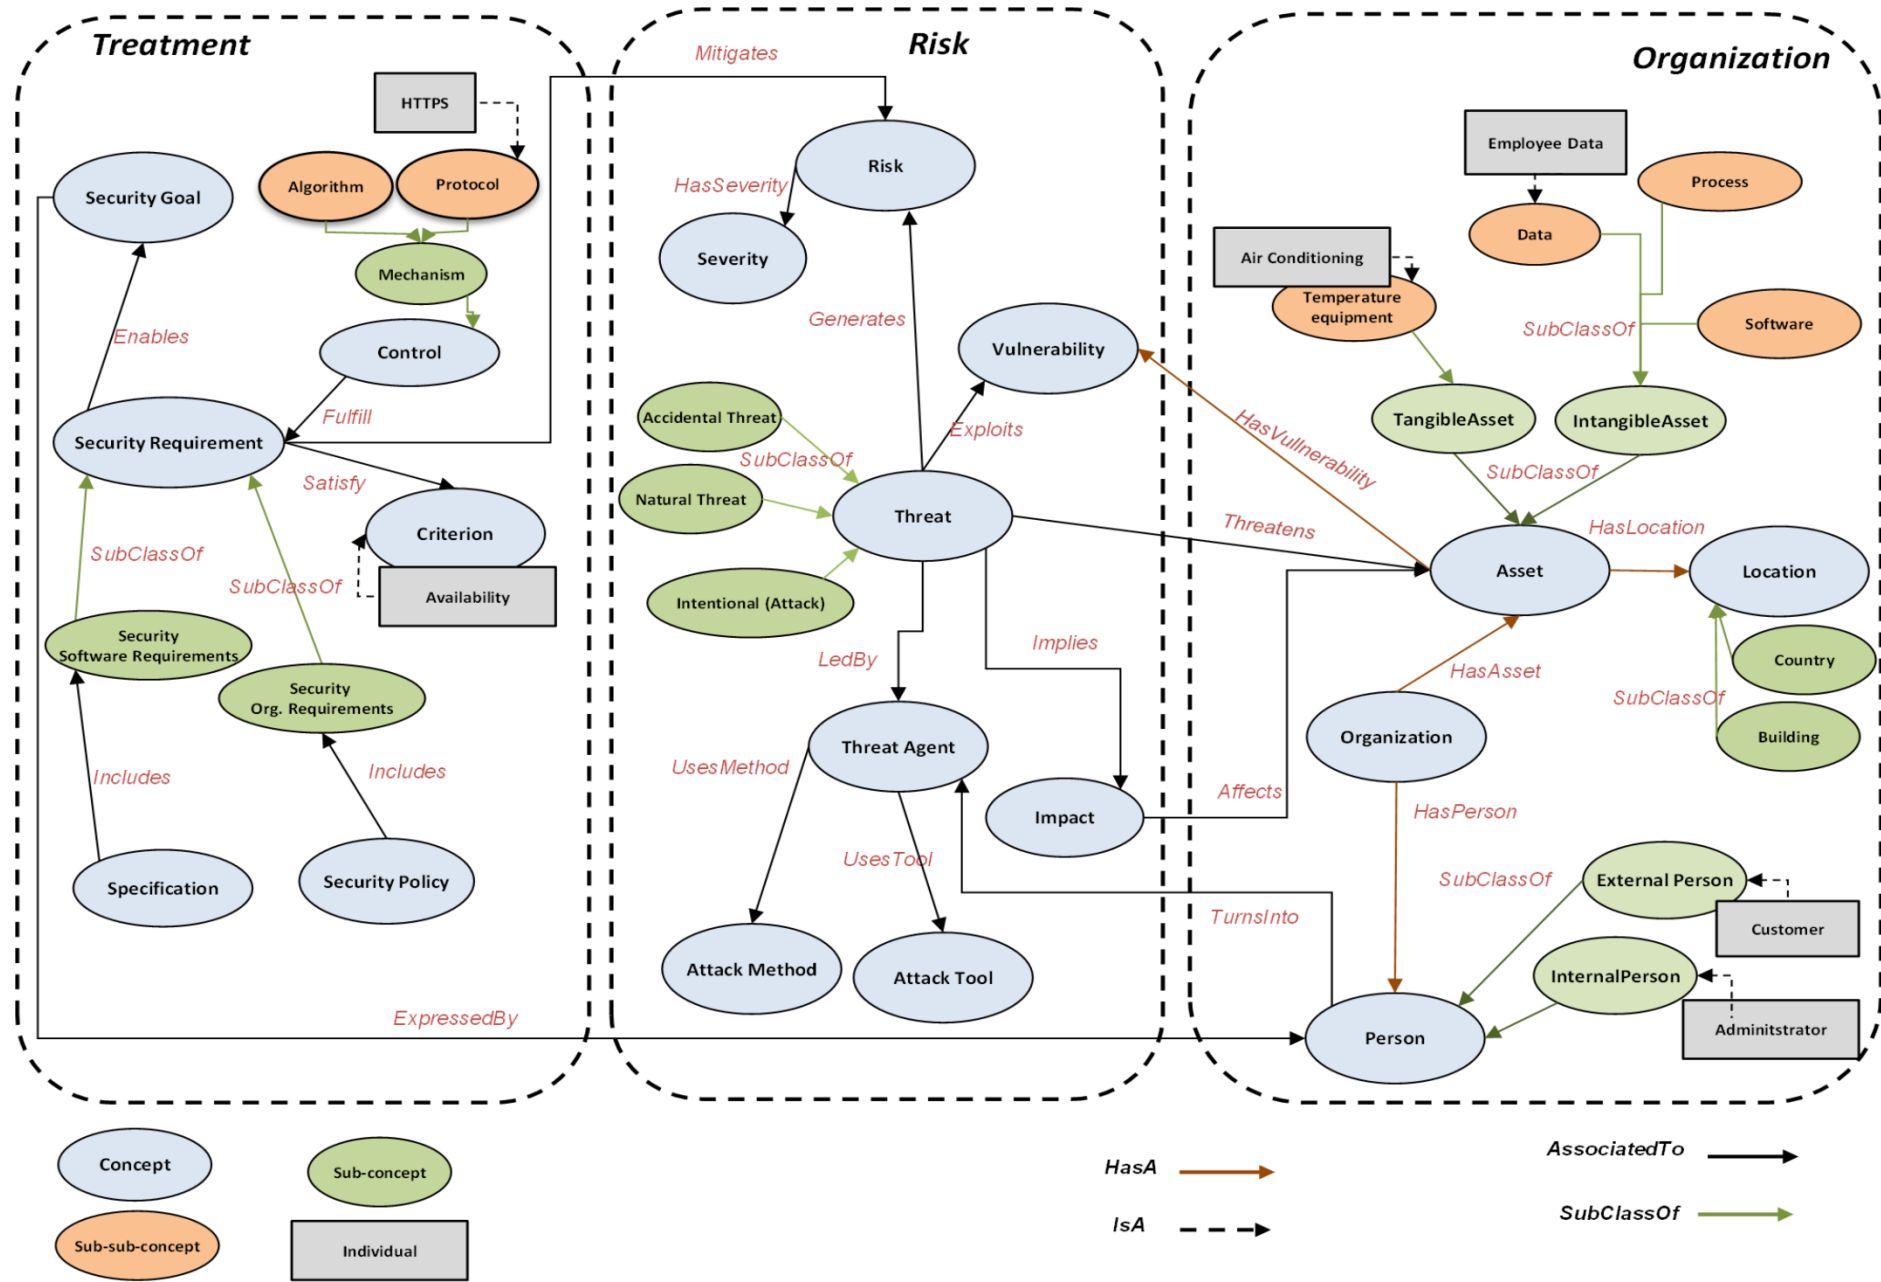 Treatment
Risk
Organization
Mitigates
HTTPS
Employee Data
Security Goal
Algorithm
Protocol
Risk
HasSeverity
Process
Data
Mechanism
Severity
Air Conditioning
Temperature
equipment
Enables
Control
Generates
Vulnerability
SubClassOf
Software
Accidental Threat
Fulfill
Security Requirement
Exploits
HasVullnerability
TangibleAsset
IntangibleAsset
SubClassOf
SubClassOf
Satisfy
Natural Threat
Threat
Threatens
HasLocation
Criterion
SubClassOf
SubClassOf
Availability
Intentional (Attack)
Asset
Location
Security
Software Requirements
Implies
LedBy
HasAsset
Country
Security
Org. Requirements
SubClassOf
Threat Agent
Organization
Building
UsesMethod
Includes
Includes
Affects
Impact
HasPerson
UsesTool
Specification
Security Policy
SubClassOf
External Person
TurnsInto
Customer
Attack Method
Attack Tool
InternalPerson
ExpressedBy
Person
Adminitstrator
Concept
Sub-concept
HasA
AssociatedTo
Sub-sub-concept
Individual
IsA
SubClassOf